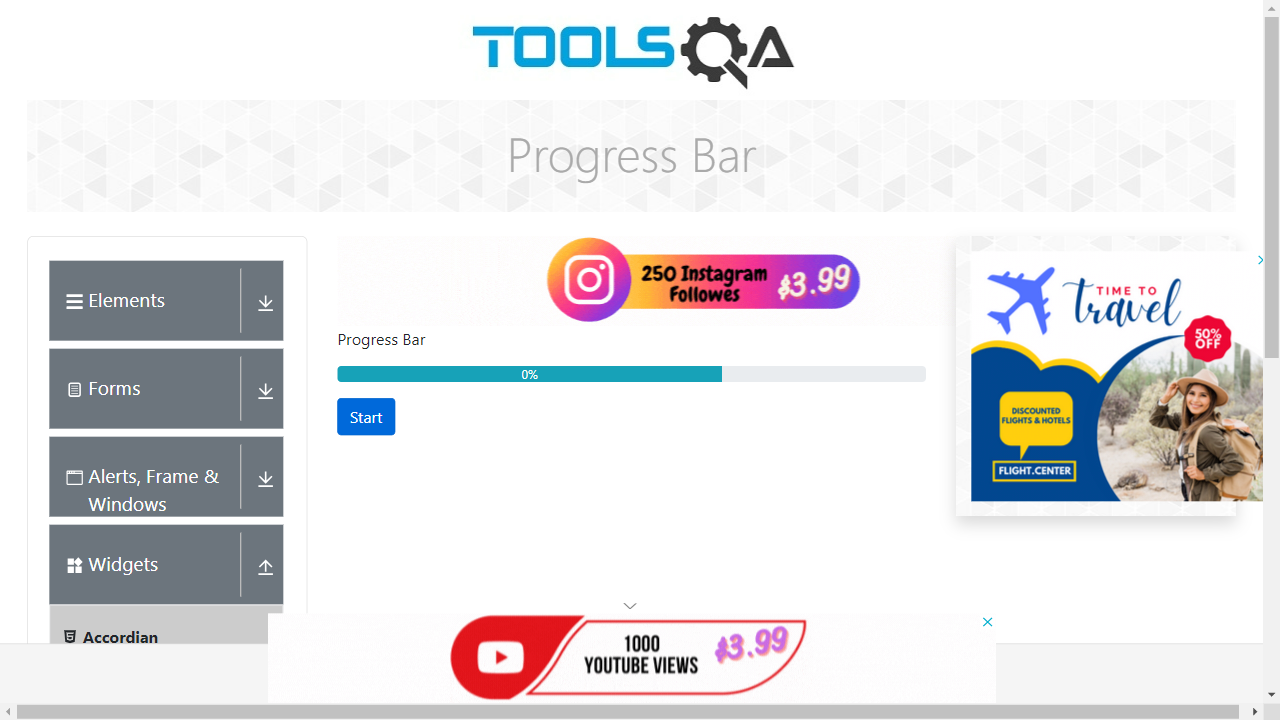 TOOLSQA
Progress Bar
Elements
Forms
Alerts, Frame &
Windows
Widgets
Accordian
250 Instagram
Followes
$3.99
Progress Bar
0%
Start
TIME TO
travel
50%
OFF
DISCOUNTED
FLIGHTS & HOTELS
FLIGHT.CENTER
1000
YOUTUBE VIEWS
$3.99